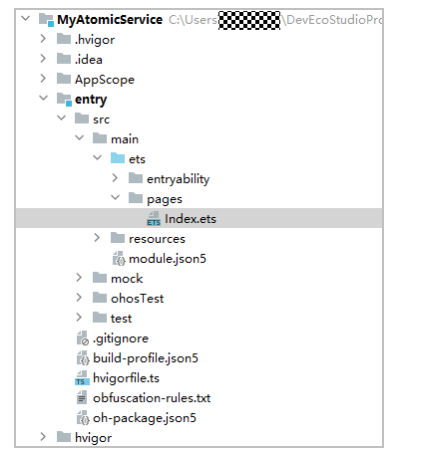 MyAtomicService C:\Users\ \DevEcoStudioPro
.hvigor
.idea
AppScope
entry
src
main
ets
entryability
pages
Index.ets
resources
module.json5
mock
ohosTest
test
.gitignore
build-profile.json5
hvigorfile.ts
obfuscation-rules.txt
oh-package.json5
hvigor